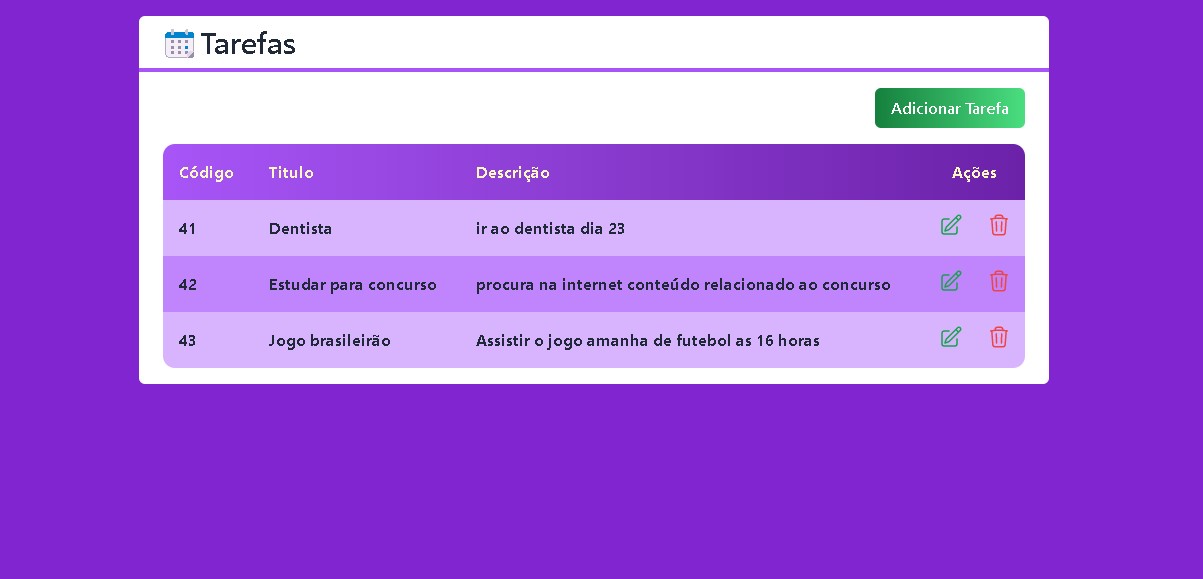 Tarefas
Adicionar Tarefa
Código Titulo Descrição Ações
41 Dentista ir ao dentista dia 23
42 Estudar para concurso procura na internet conteúdo relacionado ao concurso
43 Jogo brasileirão Assistir o jogo amanha de futebol as 16 horas